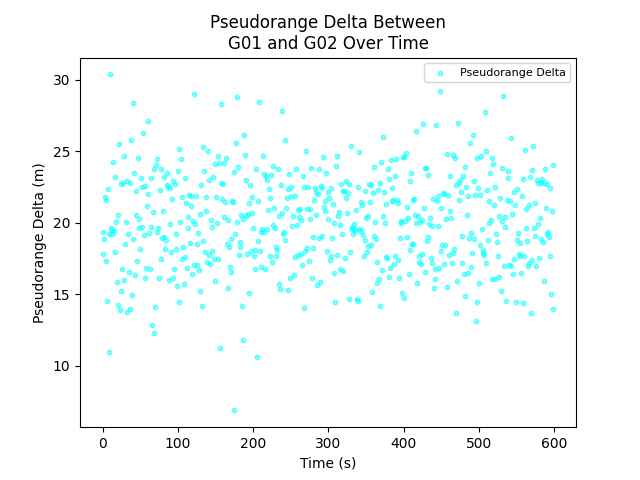 Pseudorange Delta Between
G01 and G02 Over Time
Pseudorange Delta
Pseudorange Delta (m)
30
25
20
15
10
0 100 200 300 400 500 600
Time (s)